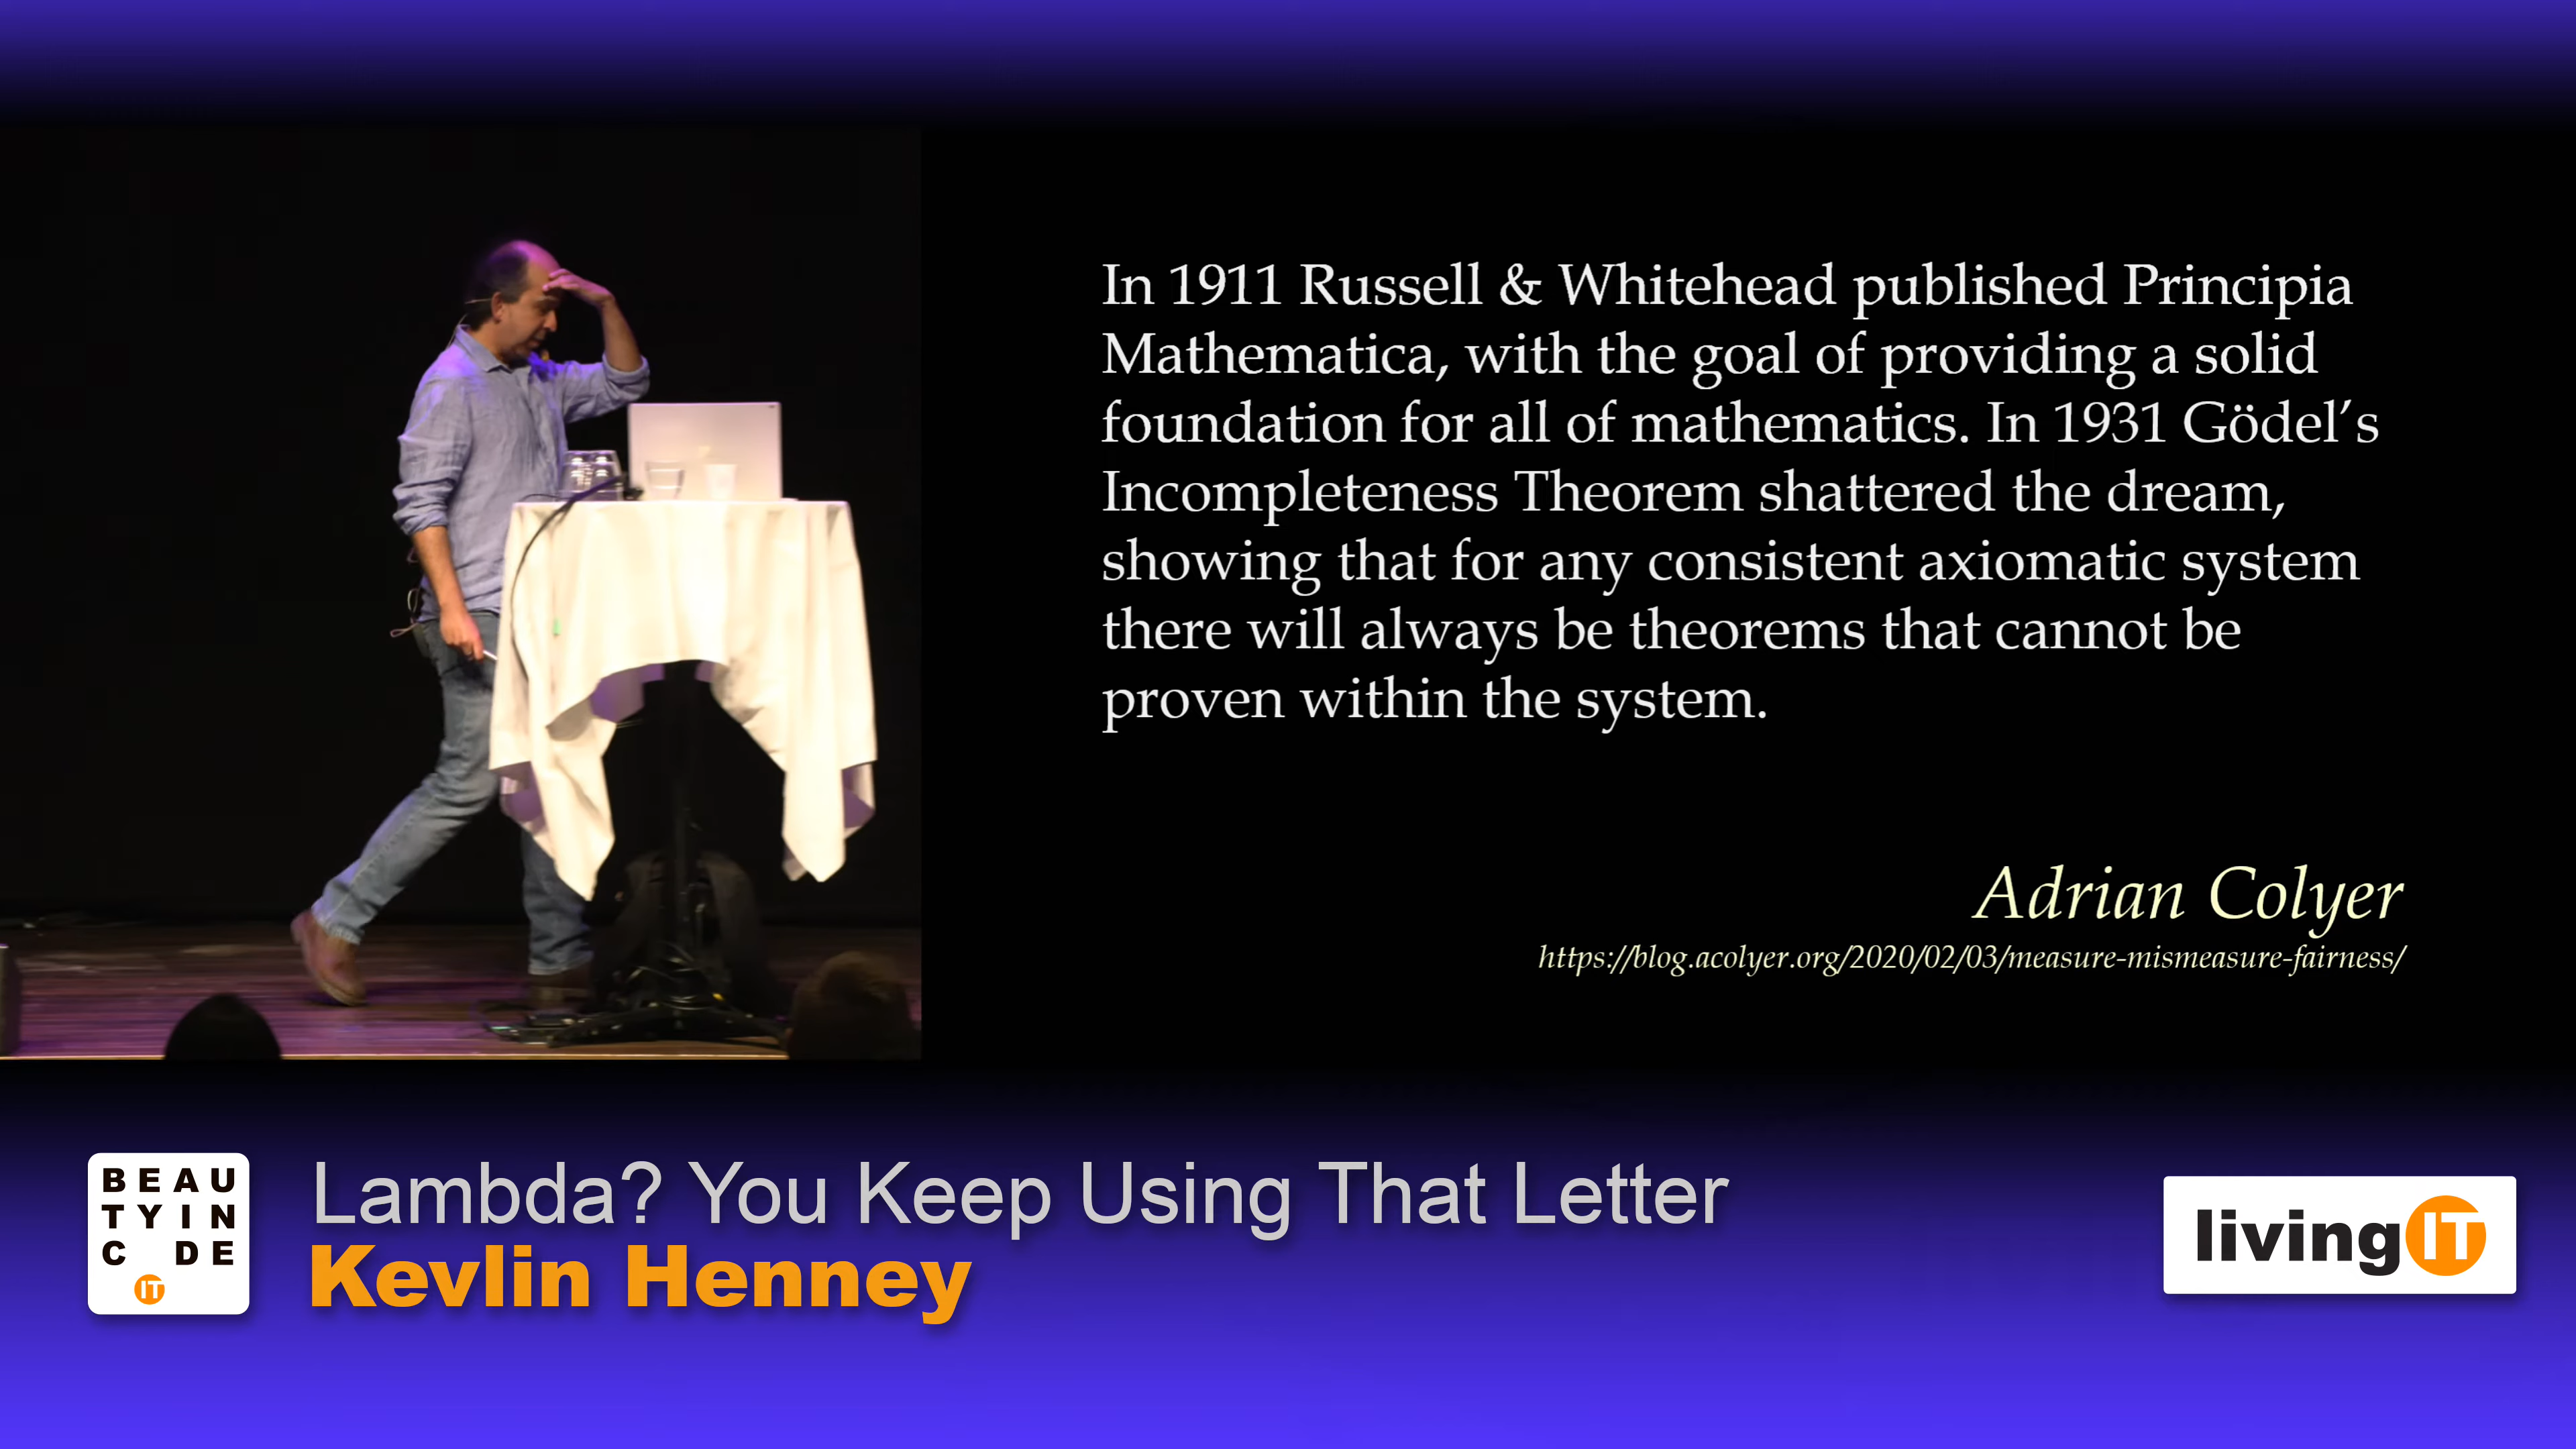 In 1911 Russell & Whitehead published Principia
Mathematica, with the goal of providing a solid
foundation for all of mathematics. In 1931 Gödel’s
Incompleteness Theorem shattered the dream,
showing that for any consistent axiomatic system
there will always be theorems that cannot be
proven within the system.
Adrian Colyer
https://blog.acolyer.org/2020/02/03/measure-mismeasure-fairness/
BEAU
TYIN
C DE
IT
Lambda? You Keep Using That Letter
Kevlin Henney
livingIT